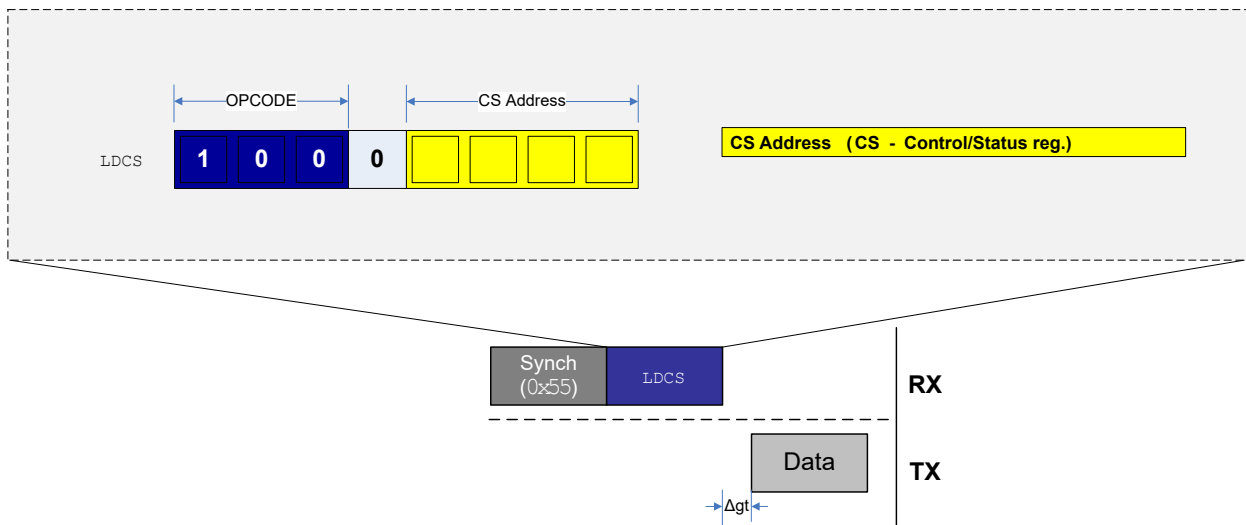 OPCODE
CS Address
LDCS
1 0 0 0
CS Address (CS - Control/Status reg.)
Synch
(0x55)
LDCS
RX
Data
TX
Δgt